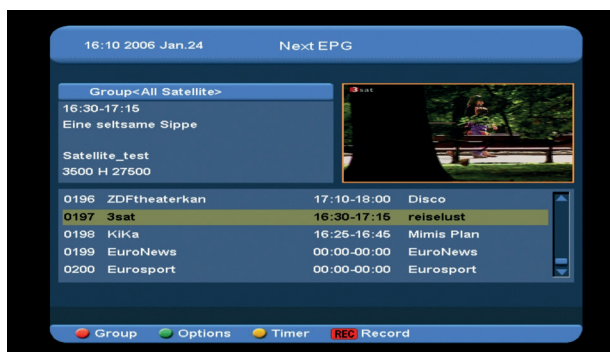 16:10 2006 Jan.24 Next EPG
Group<All Satellite>
16:30-17:15
Eine seltsame Sippe
Satellite_test
3500 H 27500
3sat
0196 ZDFtheaterkan 17:10-18:00 Disco
0197 3sat 16:30-17:15 reiselust
0198 KiKa 16:25-16:45 Mimis Plan
0199 EuroNews 00:00-00:00 EuroNews
0200 Eurosport 00:00-00:00 Eurosport
Group Options Timer REC Record